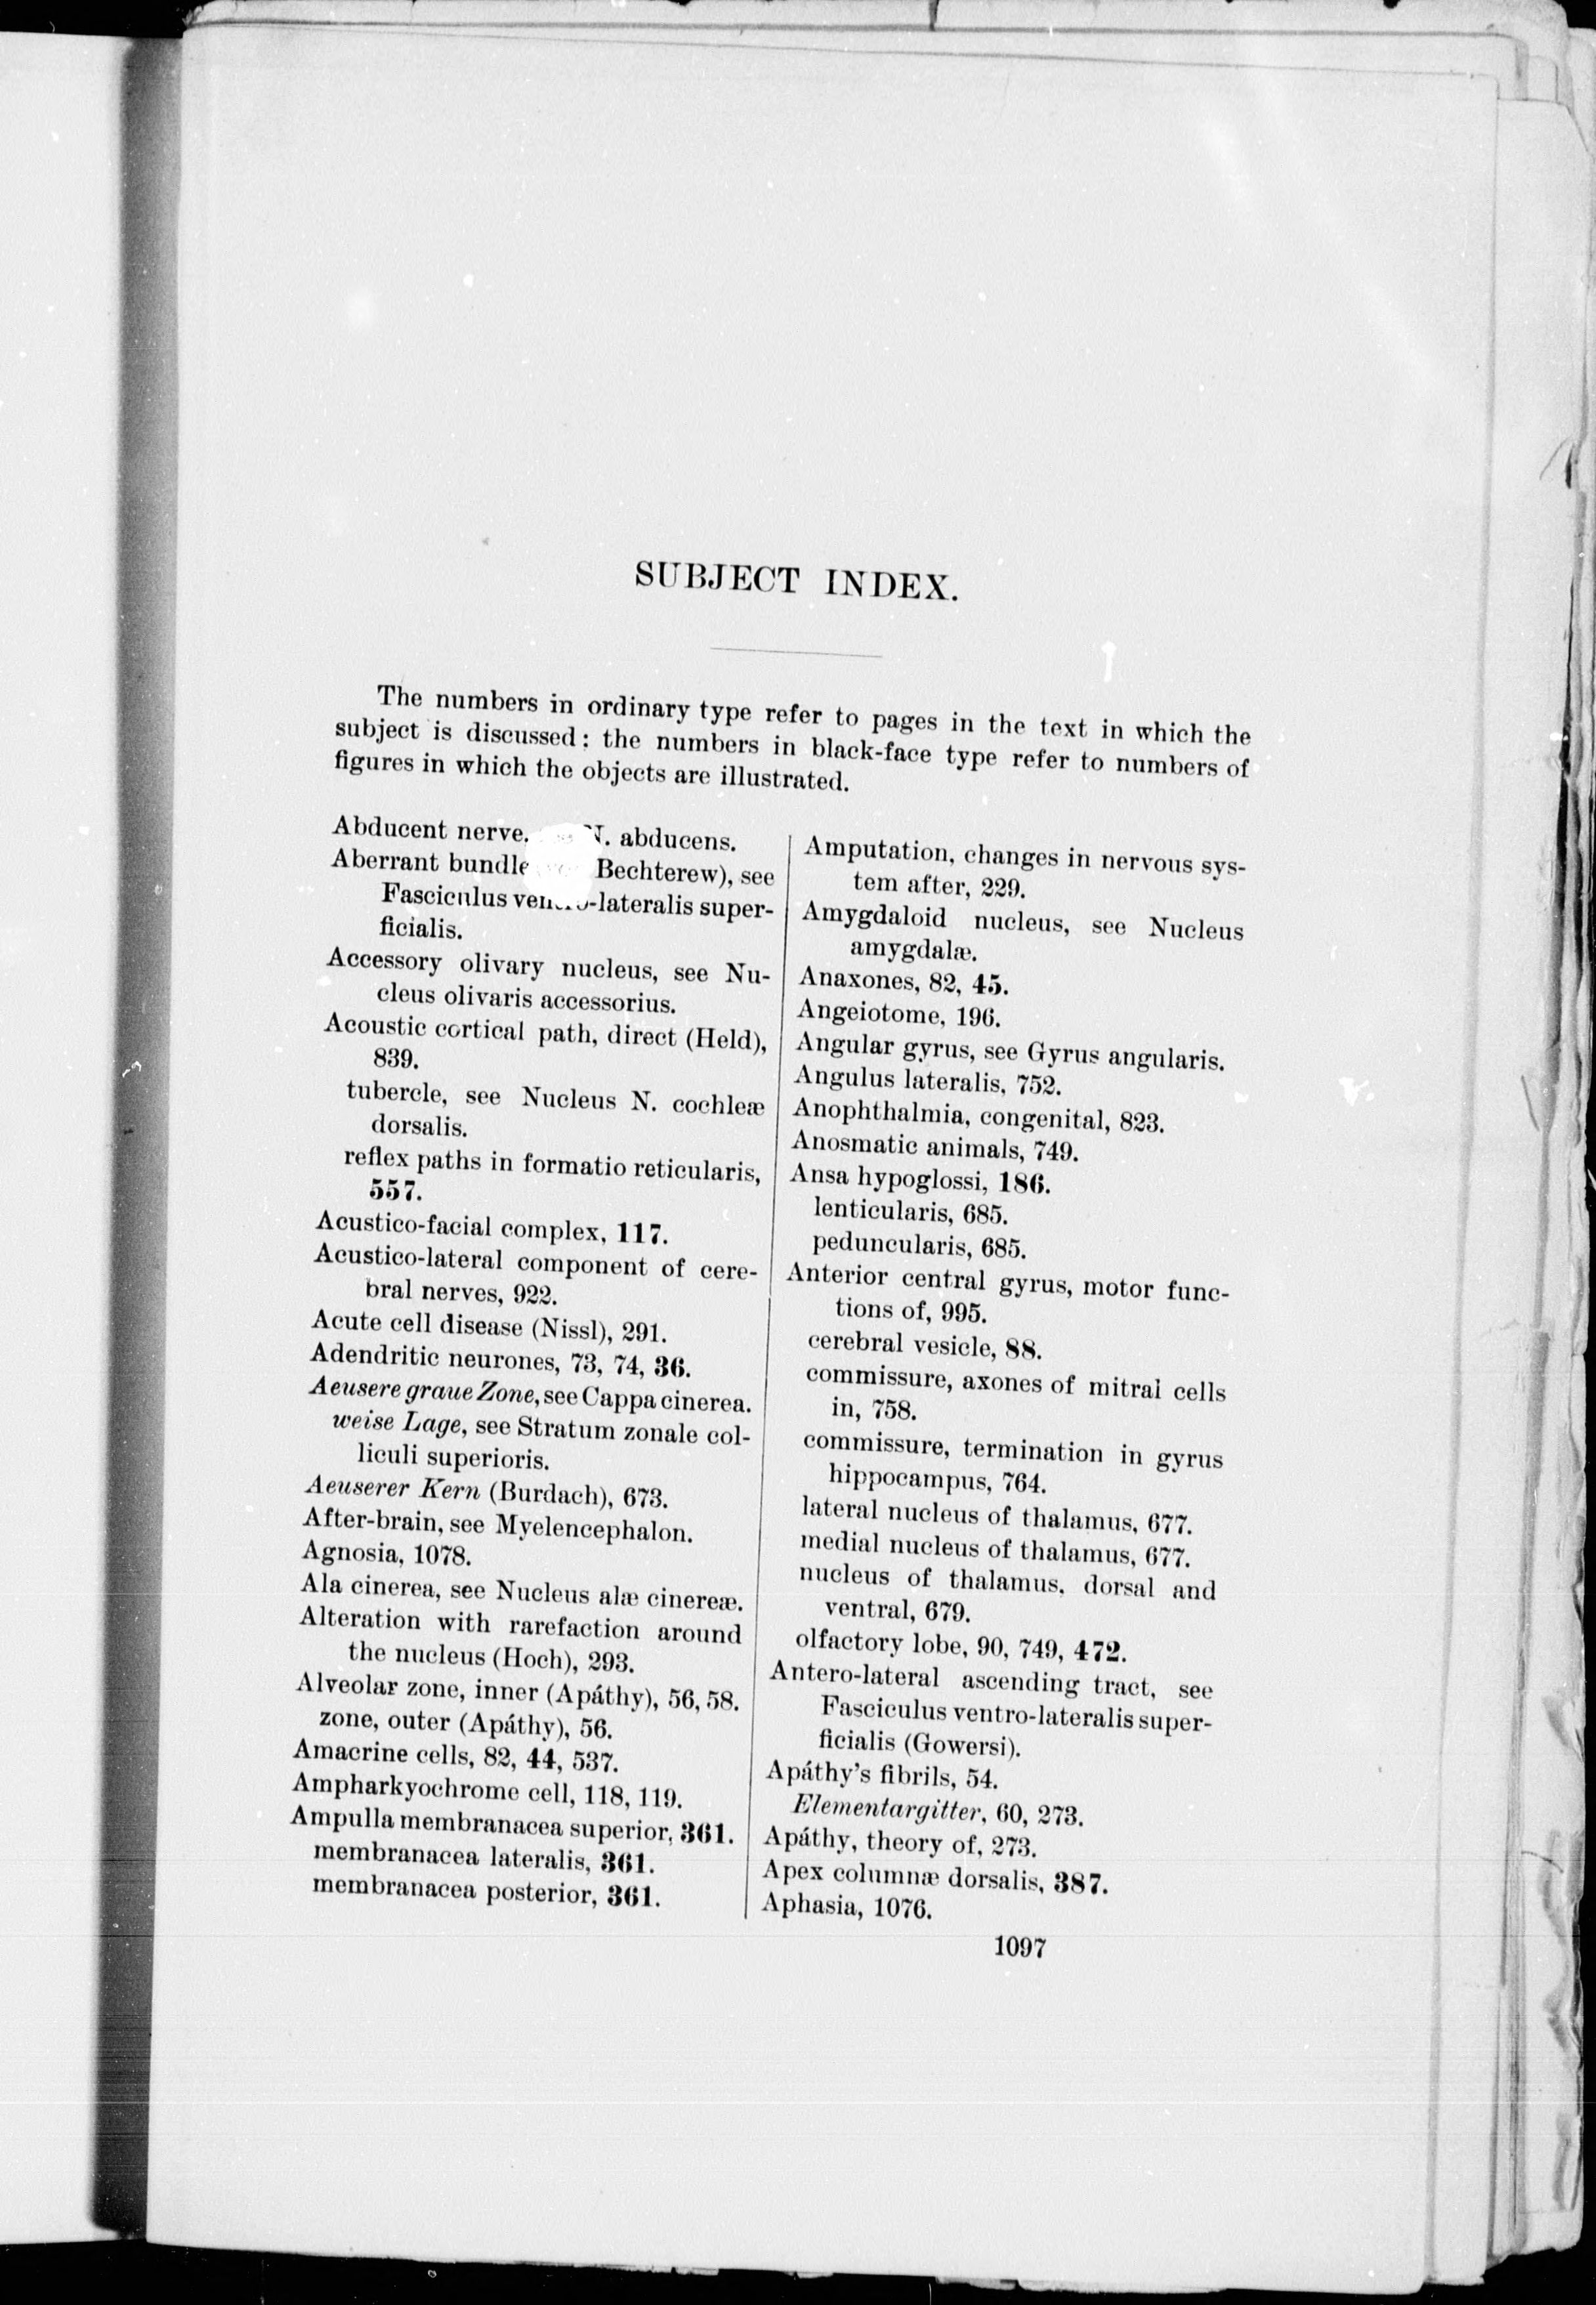 SUBJECT INDEX.
The numbers in ordinary type refer to pages in the text in which the
subject is discussed: the numbers in black-face type refer to numbers of
figures in which the objects are illustrated.
Abducent nerve. N. abducens.
Aberrant bundle Bechterew), see
Fasciculus ventro-lateralis super-
ficialis.
Accessory olivary nucleus, see Nu-
cleus olivaris accessorius.
Acoustic cortical path, direct (Held),
839.
tubercle, see Nucleus N. cochleæ
dorsalis.
reflex paths in formatio reticularis,
557.
Acustico-facial complex, 117.
Acustico-lateral component of cere-
bral nerves, 922.
Acute cell disease (Nissl), 291.
Adendritic neurones, 73, 74, 36.
Aeusere graue Zone, see Cappa cinerea.
weise Lage, see Stratum zonale col-
liculi superioris.
Aeuserer Kern (Burdach), 673.
After-brain, see Myelencephalon.
Agnosia, 1078.
Ala cinerea, see Nucleus alæ cinereæ.
Alteration with rarefaction around
the nucleus (Hoch), 293.
Alveolar zone, inner (Apáthy), 56, 58.
zone, outer (Apáthy), 56.
Amacrine cells, 82, 44, 537.
Ampharkyochrome cell, 118, 119.
Ampulla membranacea superior, 361.
membranacea lateralis, 361.
membranacea posterior, 361.
Amputation, changes in nervous sys-
tem after, 229.
Amygdaloid nucleus, see Nucleus
amygdalæ.
Anaxones, 82, 45.
Angeiotome, 196.
Angular gyrus, see Gyrus angularis.
Angulus lateralis, 752.
Anophthalmia, congenital, 823.
Anosmatic animals, 749.
Ansa hypoglossi, 186.
lenticularis, 685.
peduncularis, 685.
Anterior central gyrus, motor func-
tions of, 995.
cerebral vesicle, 88.
commissure, axones of mitral cells
in, 758.
commissure, termination in gyrus
hippocampus, 764.
lateral nucleus of thalamus, 677.
medial nucleus of thalamus, 677.
nucleus of thalamus, dorsal and
ventral, 679.
olfactory lobe, 90, 749, 472.
Antero-lateral ascending tract, see
Fasciculus ventro-lateralis super-
ficialis (Gowersi).
Apáthy's fibrils, 54.
Elementargitter, 60, 273.
Apáthy, theory of, 273.
Apex columnæ dorsalis, 387.
Aphasia, 1076.
1097